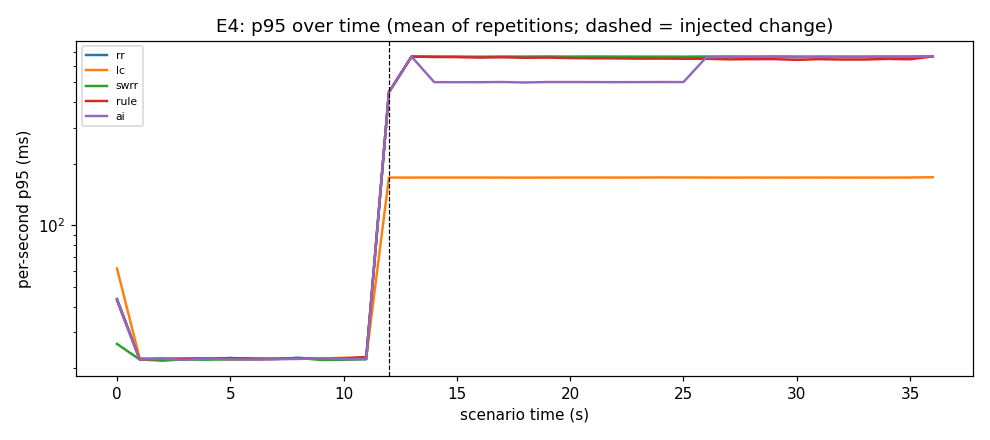 E4: p95 over time (mean of repetitions; dashed = injected change)
rr
lc
swrr
rule
ai
per-second p95 (ms)
10²
0 5 10 15 20 25 30 35
scenario time (s)